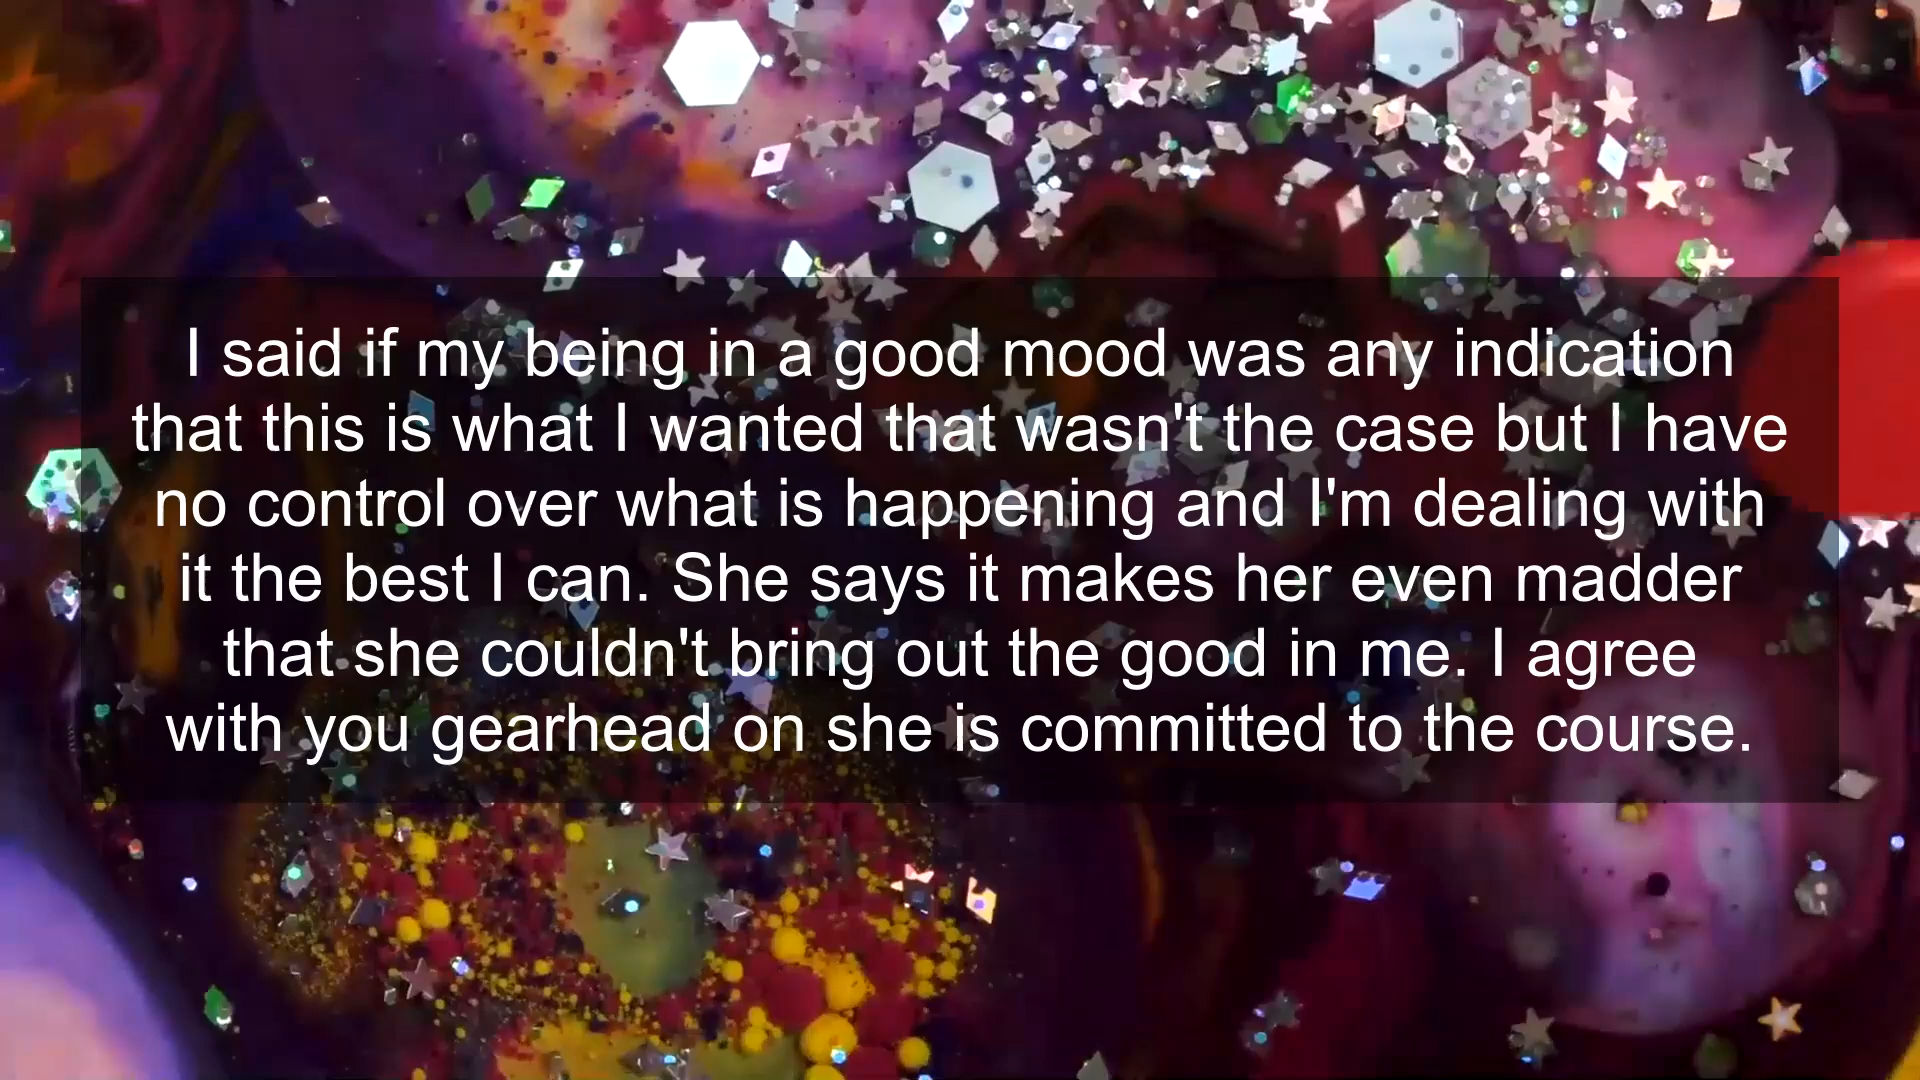 I said if my being in a good mood was any indication
that this is what I wanted that wasn't the case but I have
no control over what is happening and I'm dealing with
it the best I can. She says it makes her even madder
that she couldn't bring out the good in me. I agree
with you gearhead on she is committed to the course.